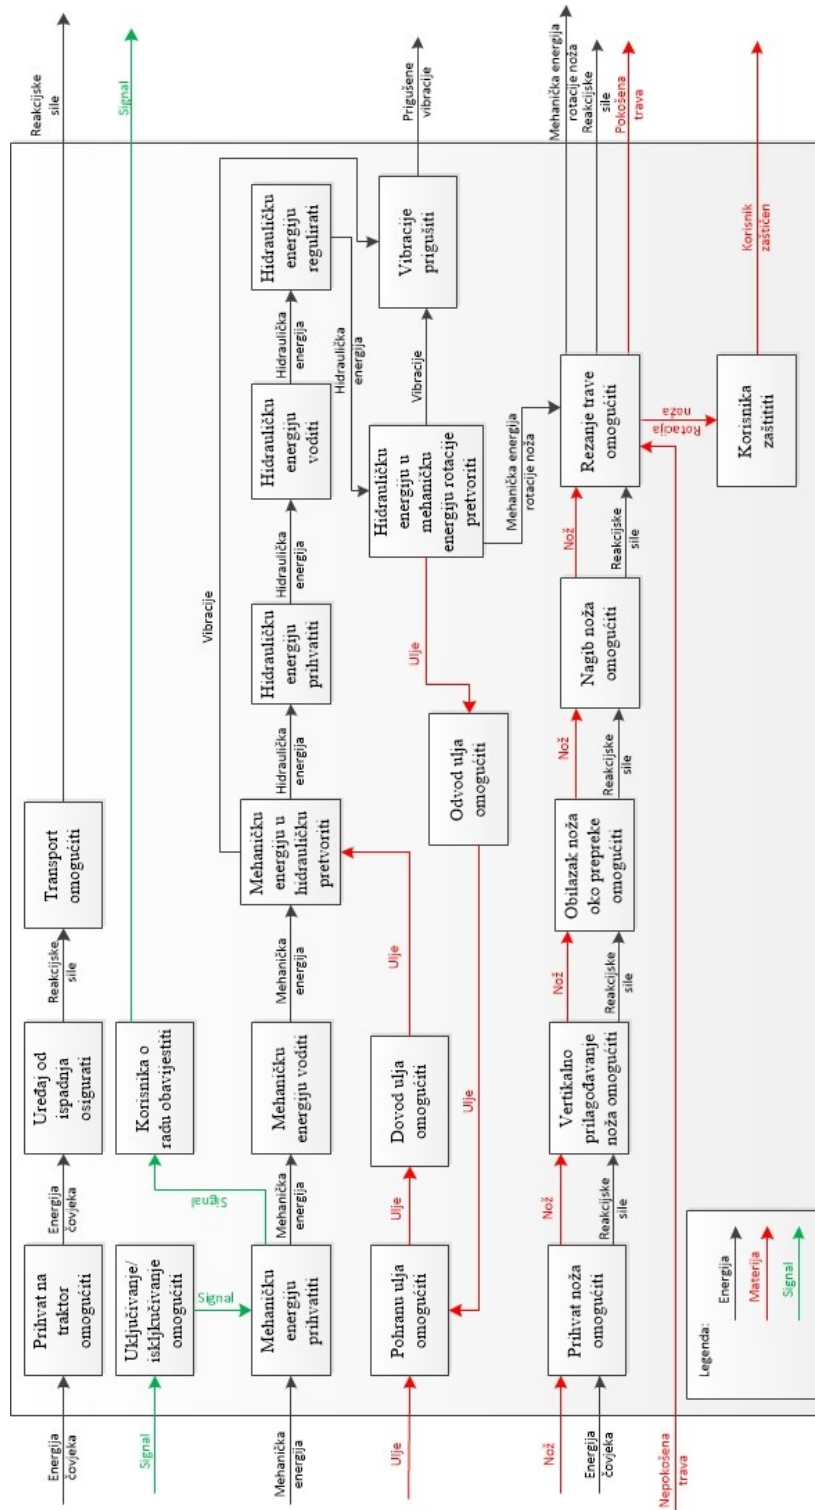 Energija
čovjeka
Prihvat na
traktor
omogućiti
Energija
čovjeka
Uređaj od
ispadnja
osigurati
Reakcijske
sile
Transport
omogućiti
Reakcijske
sile
Signal
Uključivanje/
iskljkučivanje
omogućiti
Signal
Signal
Korisnika o
radu obavijestiti
Signal
Mehanička
energija
Mehaničku
energiju
prihvatiti
Mehanička
energija
Mehaničku
energiju voditi
Mehanička
energija
Mehaničku
energiju u
hidrauličku
pretvoriti
Vibracije
Hidraulička
energija
Hidrauličku
energiju
prihvatiti
Hidraulička
energija
Hidrauličku
energiju
voditi
Hidraulička
energija
Hidrauličku
energiju
regulirati
Hidraulička
energija
Ulje
Pohranu ulja
omogućiti
Ulje
Dovod ulja
omogućiti
Ulje
Ulje
Odvod ulja
omogućiti
Ulje
Hidrauličku
energiju u
mehaničku
energiju rotacije
pretvoriti
Vibracije
Vibracije
prigušiti
Prigušene
vibracije
Mehanička energija
rotacije noža
Nož
Energija
čovjeka
Prihvat noža
omogućiti
Nož
Reakcijske
sile
Vertikalno
prilagođavanje
noža omogućiti
Nož
Reakcijske
sile
Obilazak noža
oko prepreke
omogućiti
Nož
Reakcijske
sile
Nagib noža
omogućiti
Nož
Reakcijske
sile
Rezanje trave
omogućiti
Mehanička energija
rotacije noža
Reakcijske
sile
Pokošena
trava
Nepokošena
trava
Rotacija
noža
Korisnika
zaštititi
Korisnik
zaštičen
Legenda:
Energija
Materija
Signal